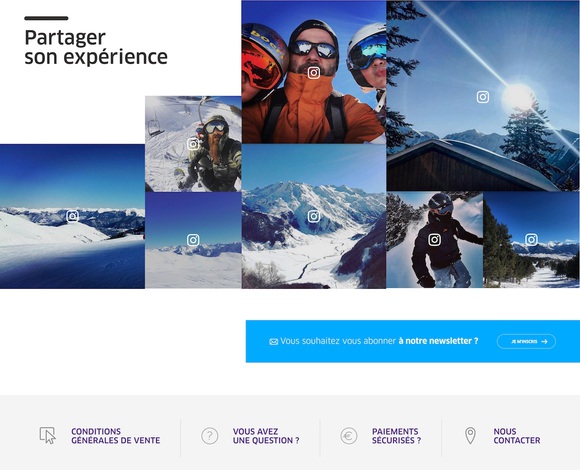 Partager
son expérience
Vous souhaitez vous abonner à notre newsletter ?
JE M'INSCRIS
CONDITIONS
GÉNÉRALES DE VENTE
VOUS AVEZ
UNE QUESTION ?
PAIEMENTS
SÉCURISÉS ?
NOUS
CONTACTER